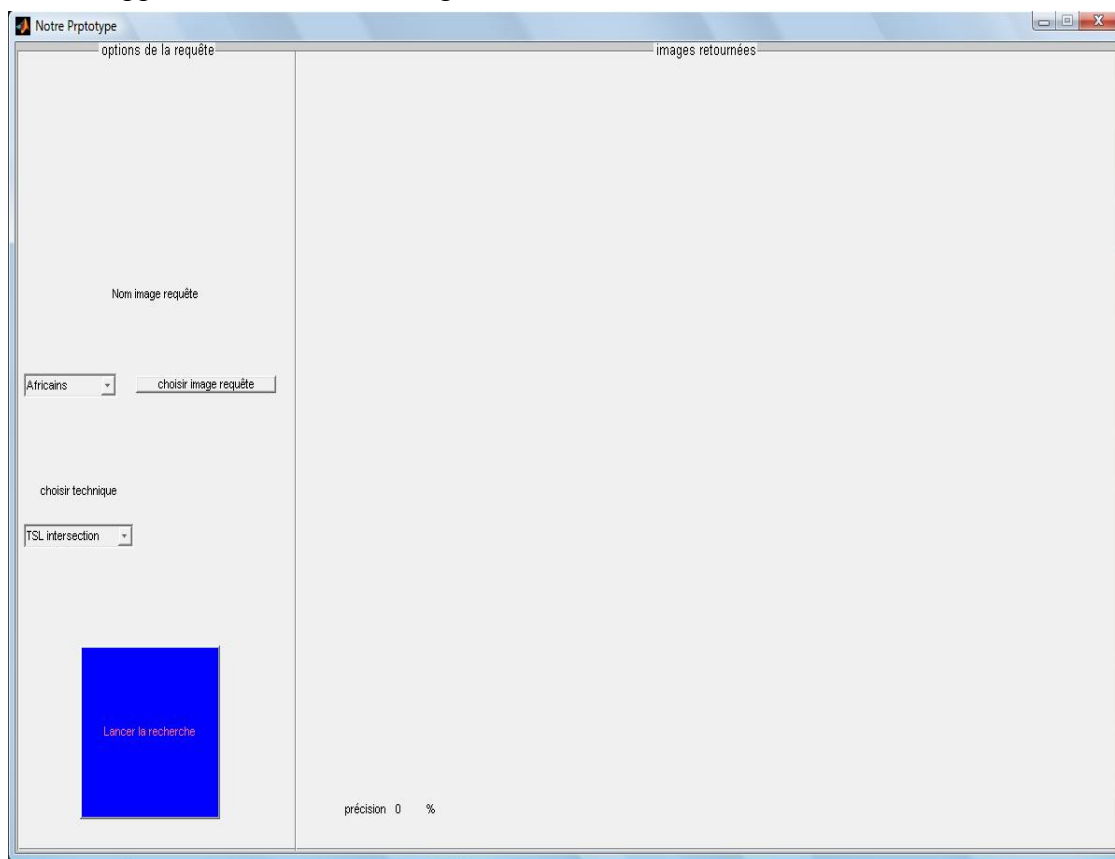 Notre Prptotype
options de la requête
images retournées
Nom image requête
Africains
choisir image requête
choisir technique
TSL intersection
Lancer la recherche
précision 0 %